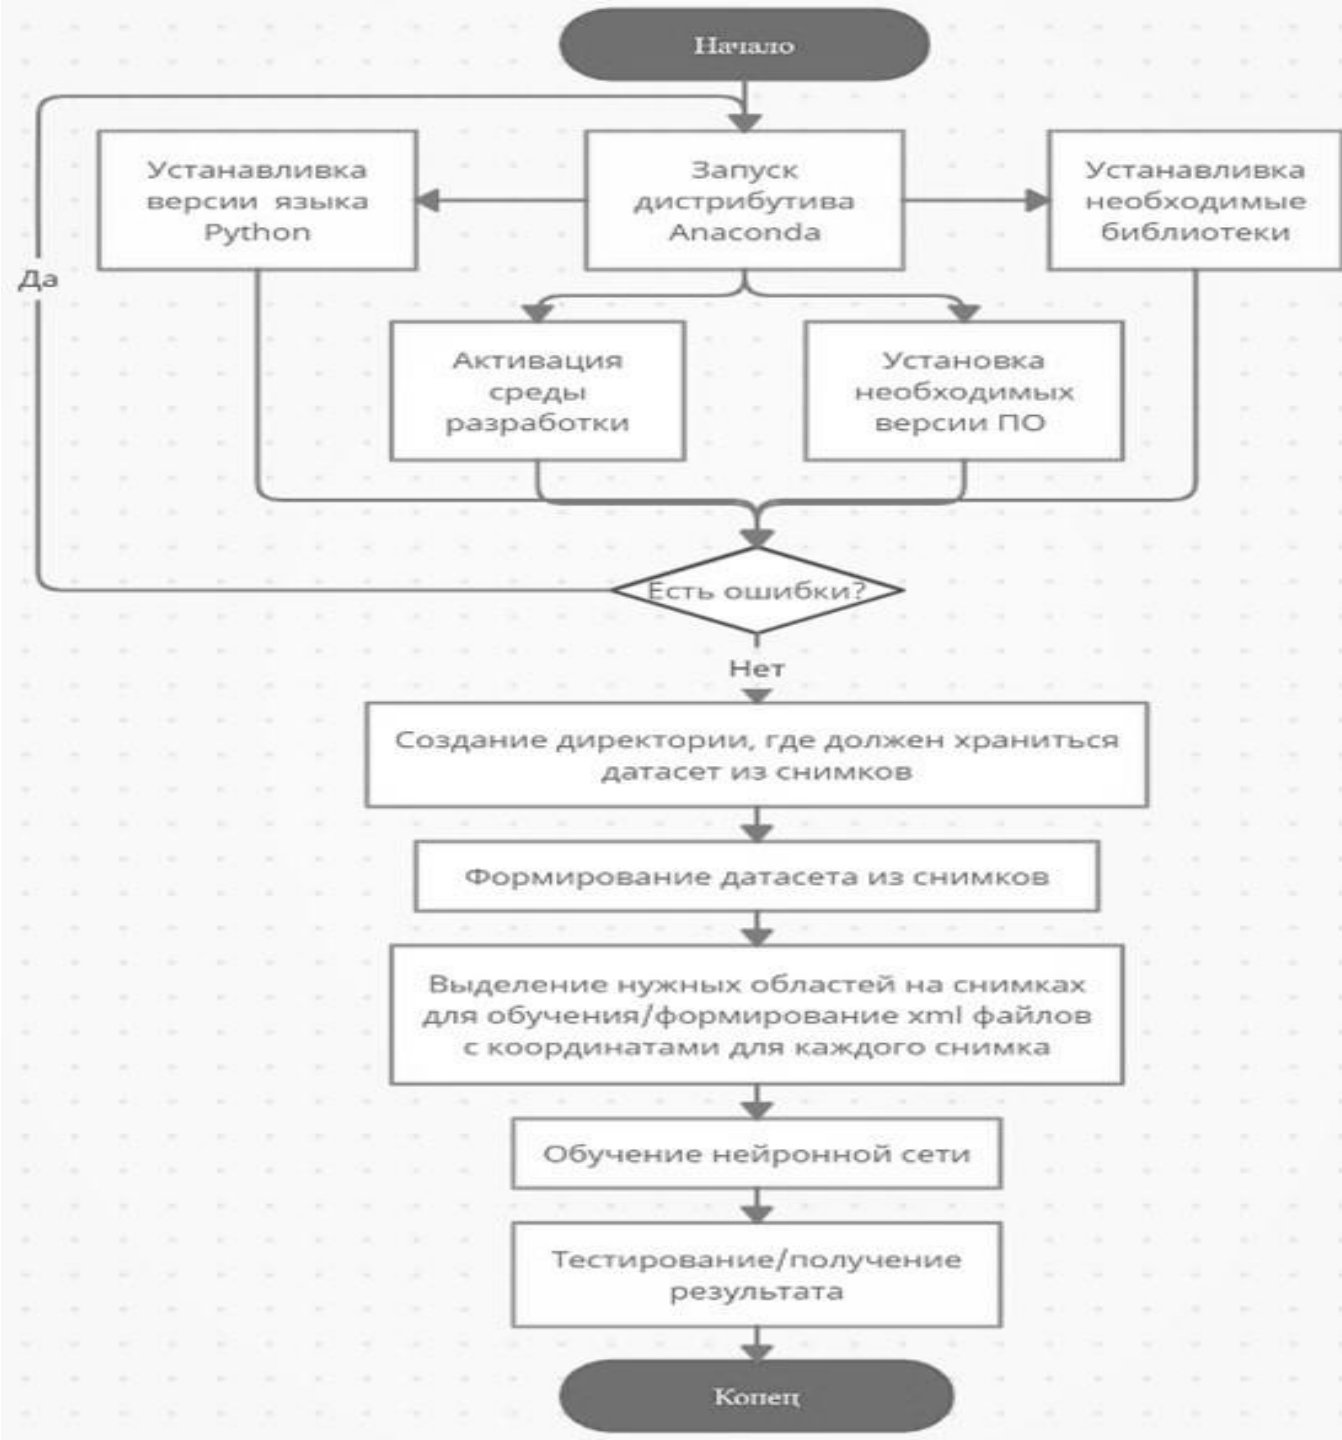 Начало
Устанавливка
версии языка
Python
Запуск
дистрибутива
Anaconda
Устанавливка
необходимые
библиотеки
Да
Активация
среды
разработки
Установка
необходимых
версии ПО
Есть ошибки?
Нет
Создание директории, где должен храниться
датасет из снимков
Формирование датасета из снимков
Выделение нужных областей на снимках
для обучения/формирование xml файлов
с координатами для каждого снимка
Обучение нейронной сети
Тестирование/получение
результата
Конец